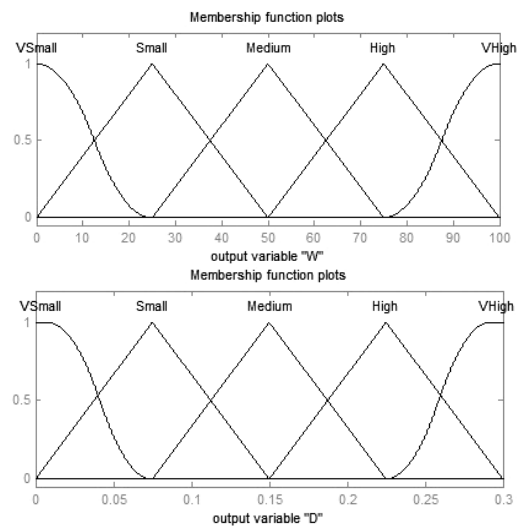 Membership function plots
VSmall Small Medium High VHigh
1
0.5
0
0 10 20 30 40 50 60 70 80 90 100
output variable "W"
Membership function plots
VSmall Small Medium High VHigh
1
0.5
0
0 0.05 0.1 0.15 0.2 0.25 0.3
output variable "D"